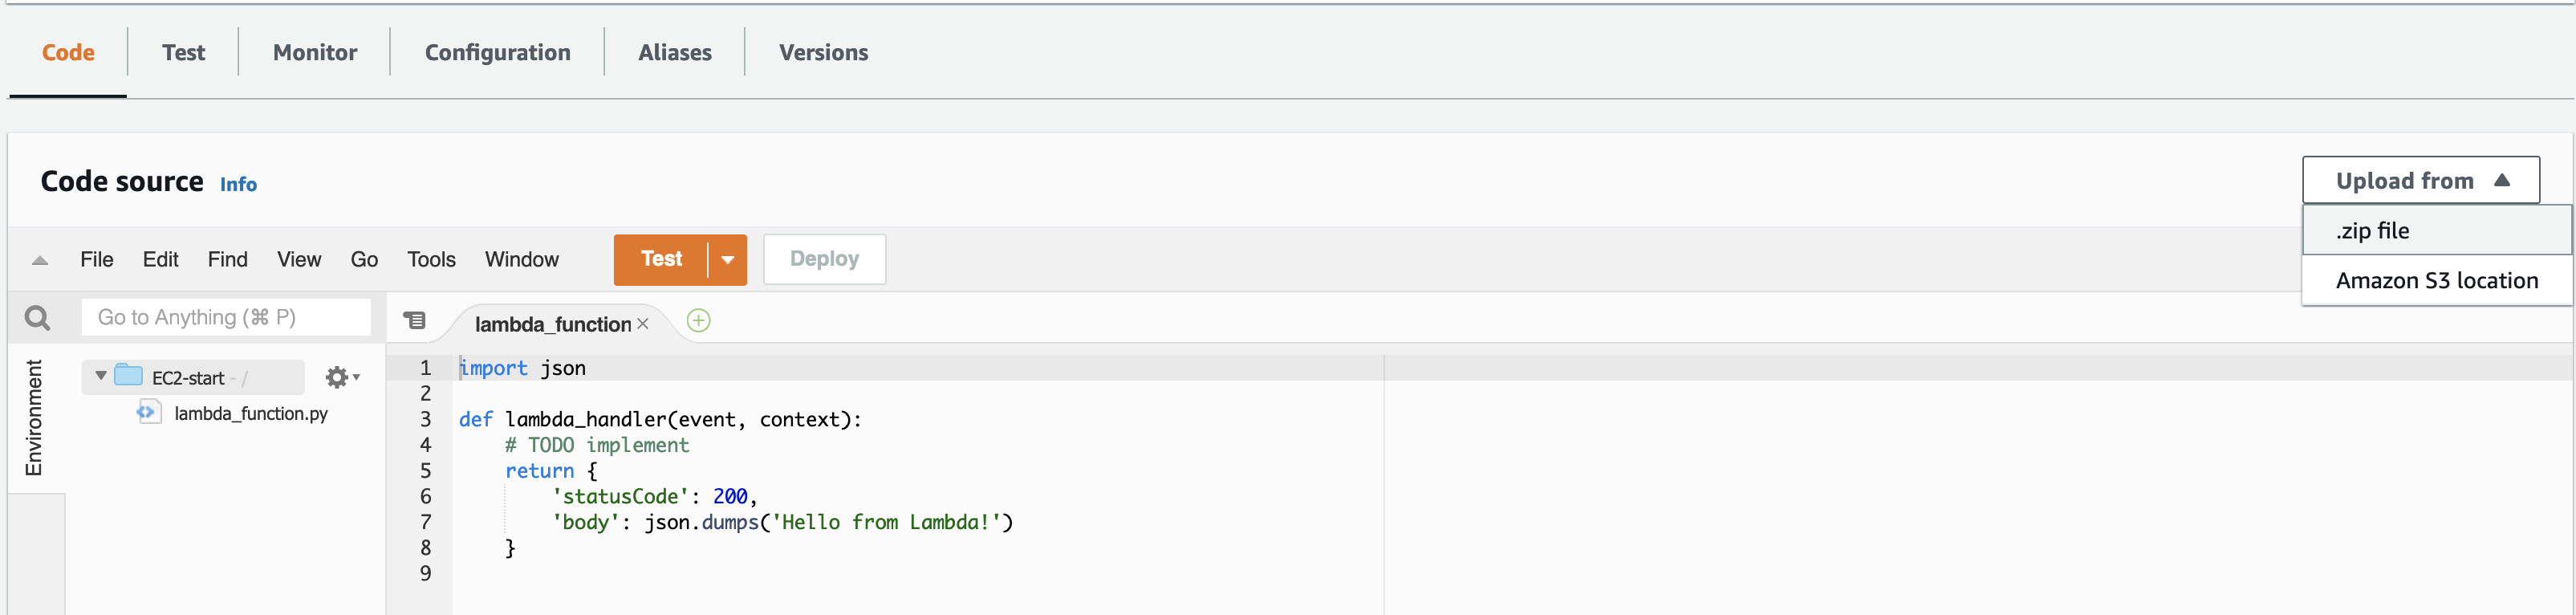 Code Test Monitor Configuration Aliases Versions
Code source Info Upload from
.zip file
Amazon S3 location
File Edit Find View Go Tools Window Test Deploy
Go to Anything (⌘ P) lambda_function
Environment
EC2-start - /
lambda_function.py
1 import json
2
3 def lambda_handler(event, context):
4     # TODO implement
5     return {
6         'statusCode': 200,
7         'body': json.dumps('Hello from Lambda!')
8     }
9